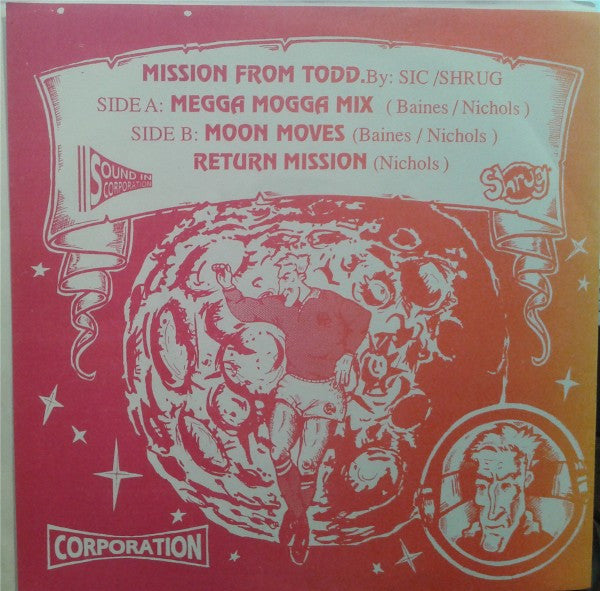 MISSION FROM TODD.By: SIC /SHRUG
SIDE A: MEGGA MOGGA MIX ( Baines / Nichols )
SIDE B: MOON MOVES (Baines / Nichols )
RETURN MISSION (Nichols )
SOUND IN
CORPORATION
Shrug
CORPORATION